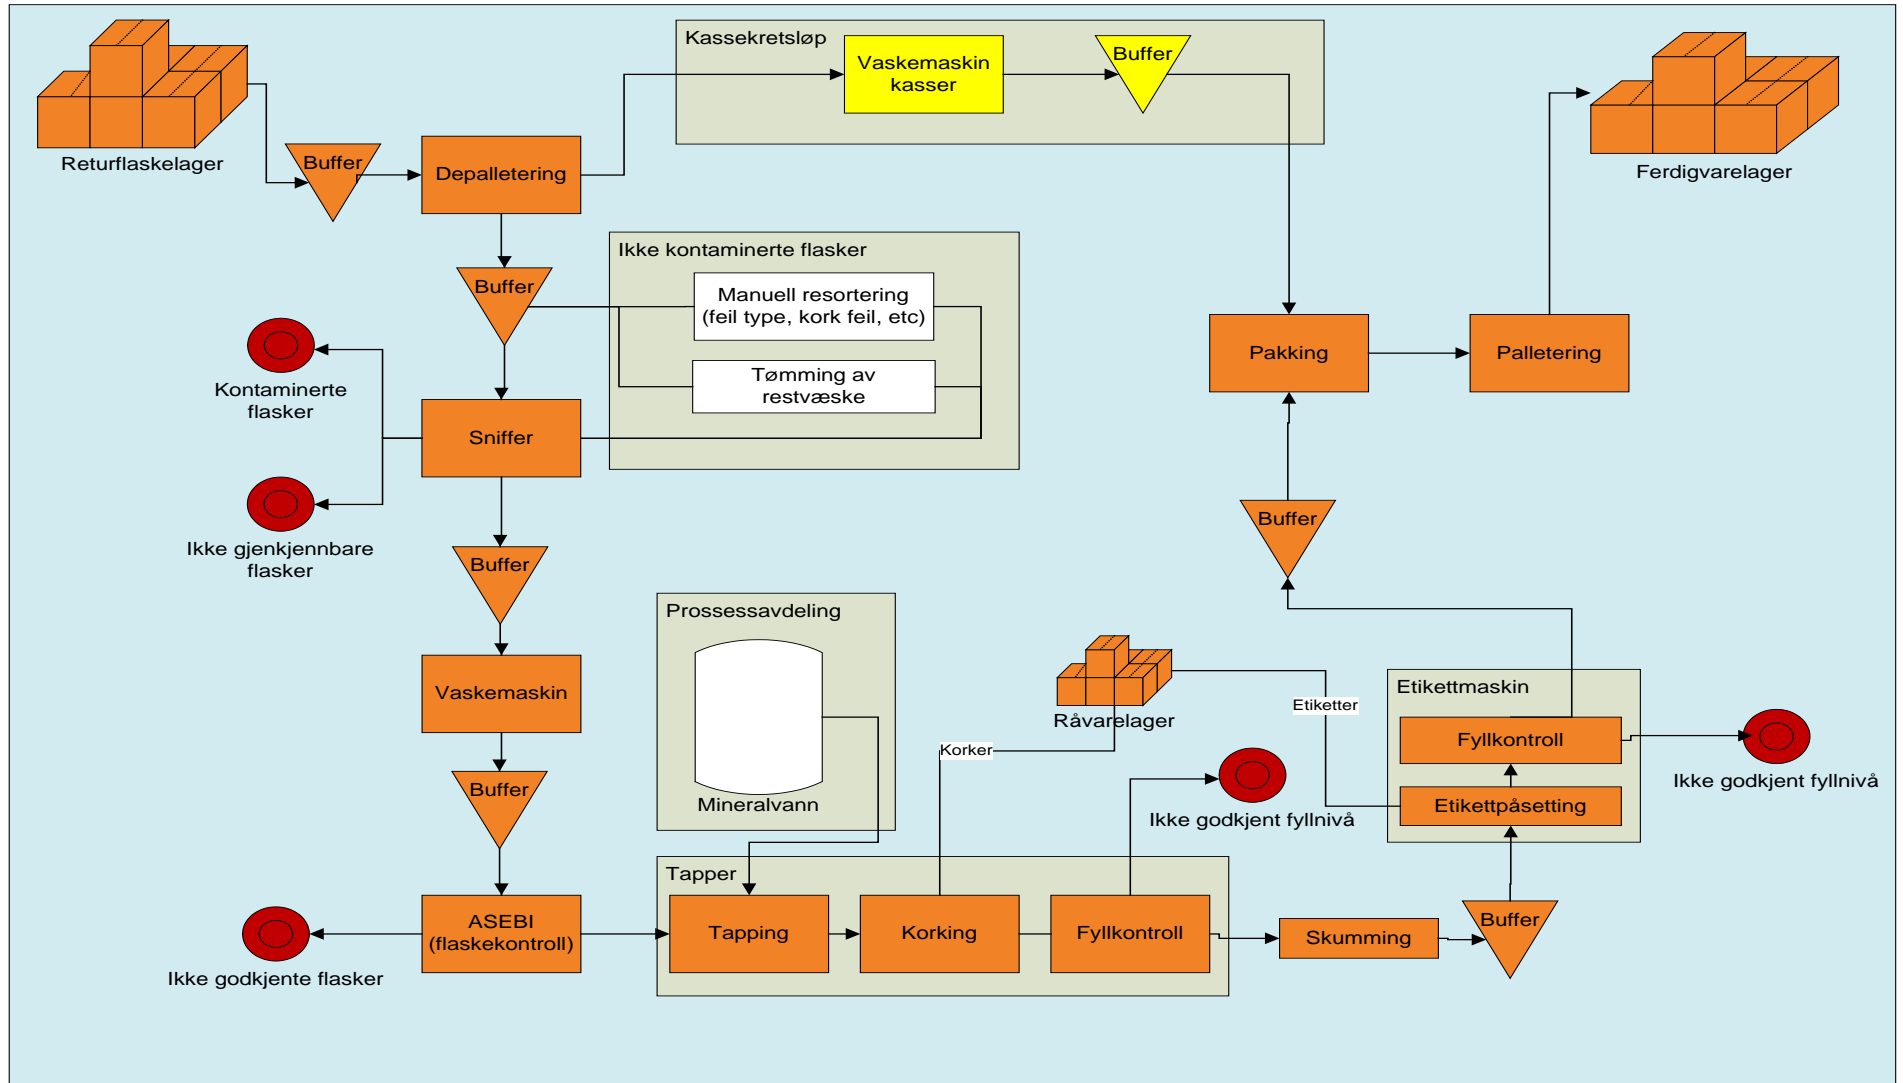 Returflaskelager
Buffer
Depalletering
Kassekretsløp
Vaskemaskin
kasser
Buffer
Ferdigvarelager
Ikke kontaminerte flasker
Buffer
Manuell resortering
(feil type, kork feil, etc)
Tømming av
restvæske
Kontaminerte
flasker
Sniffer
Ikke gjenkjennbare
flasker
Pakking
Palletering
Buffer
Buffer
Vaskemaskin
Buffer
Prossessavdeling
Mineralvann
Råvarelager
Etiketter
Korker
Etikettmaskin
Fyllkontroll
Etikettpåsetting
Ikke godkjent fyllnivå
Ikke godkjent fyllnivå
ASEBI
(flaskekontroll)
Ikke godkjente flasker
Tapper
Tapping
Korking
Fyllkontroll
Skumming
Buffer